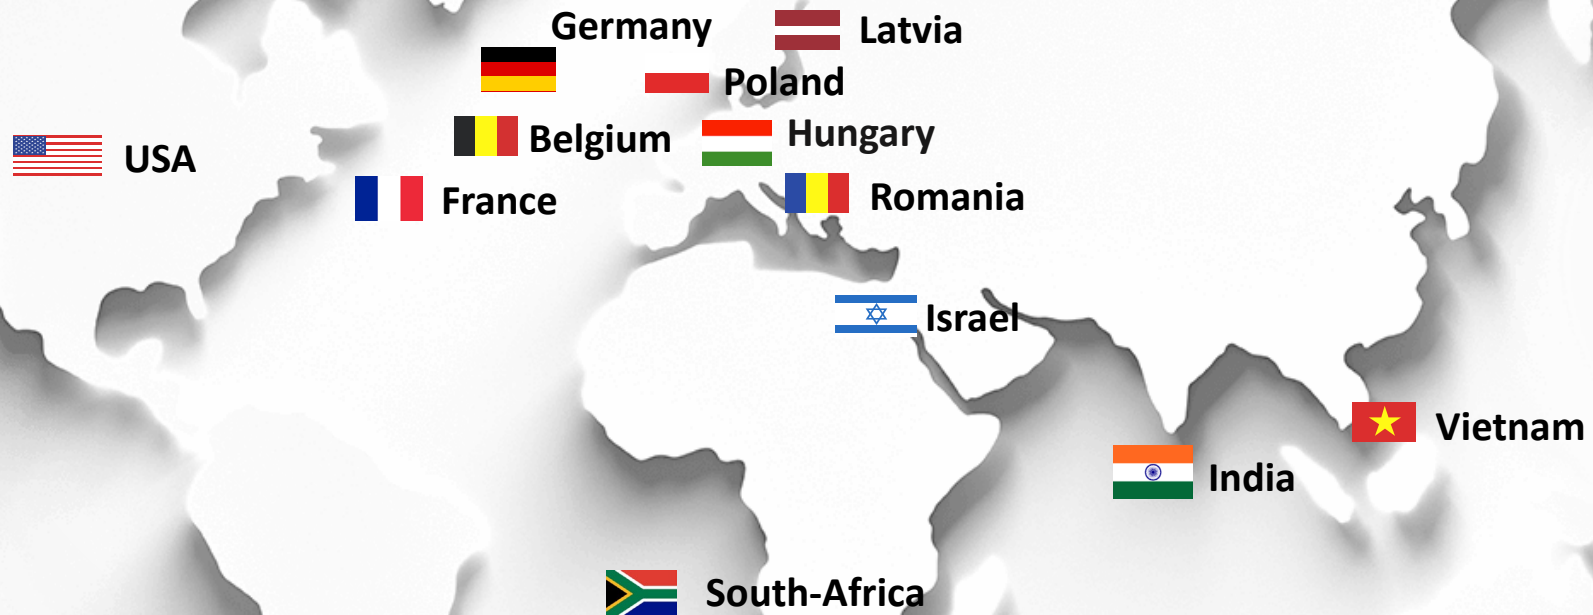 Germany
Latvia
Poland
Belgium
Hungary
USA
France
Romania
Israel
Vietnam
India
South-Africa